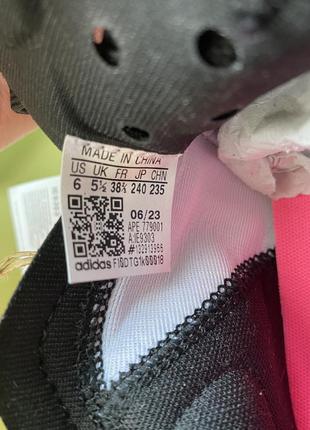 MADE IN CHINA
US UK FR JP CHN
6 5½ 38⅔ 240 235
06/23
APE 779001
adidas